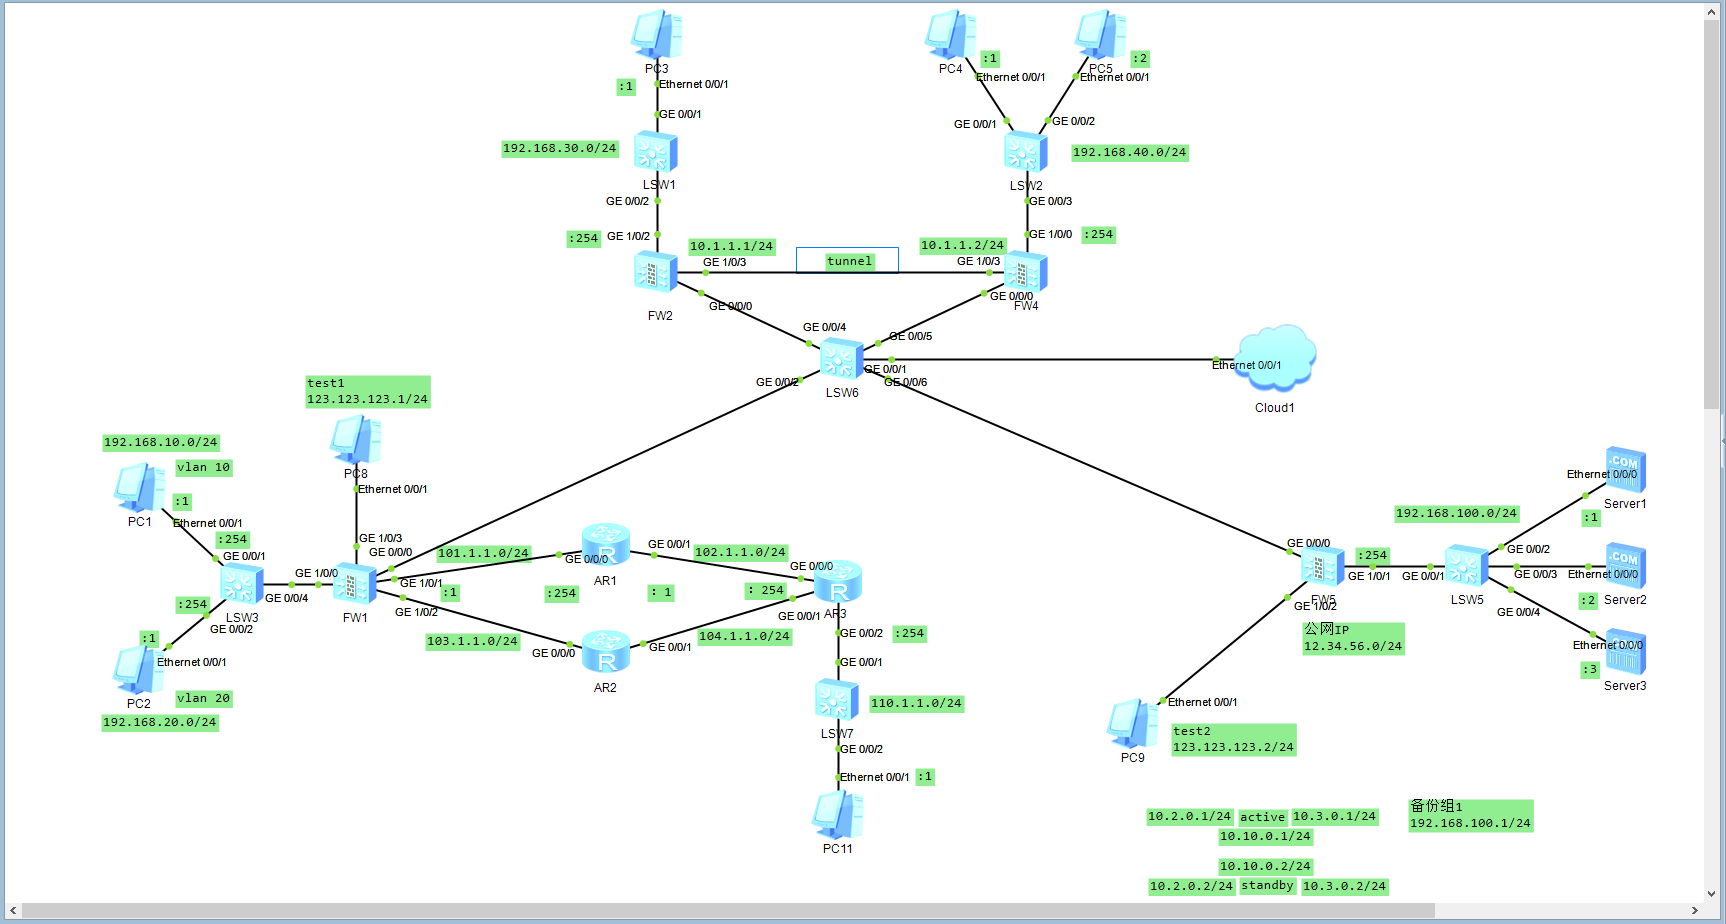 PC3
:1
Ethernet 0/0/1
GE 0/0/1
192.168.30.0/24
LSW1
GE 0/0/2
:254
GE 1/0/2
PC4
:1
Ethernet 0/0/1
PC5
:2
Ethernet 0/0/1
GE 0/0/1
GE 0/0/2
192.168.40.0/24
LSW2
GE 0/0/3
GE 1/0/0
:254
10.1.1.1/24
GE 1/0/3
tunnel
10.1.1.2/24
GE 1/0/3
FW2
GE 0/0/0
GE 0/0/0
FW4
GE 0/0/4
GE 0/0/5
GE 0/0/1
GE 0/0/6
GE 0/0/2
LSW6
Ethernet 0/0/1
Cloud1
test1
123.123.123.1/24
PC8
Ethernet 0/0/1
GE 1/0/3
GE 0/0/0
192.168.10.0/24
vlan 10
:1
PC1
Ethernet 0/0/1
:254
GE 0/0/1
GE 1/0/0
GE 0/0/4
LSW3
:254
GE 0/0/2
:1
Ethernet 0/0/1
PC2
vlan 20
192.168.20.0/24
FW1
GE 1/0/1
GE 1/0/2
:1
101.1.1.0/24
GE 0/0/0
AR1
:254
GE 0/0/1
102.1.1.0/24
: 1
GE 0/0/0
: 254
103.1.1.0/24
GE 0/0/0
AR2
GE 0/0/1
104.1.1.0/24
GE 0/0/1
AR3
GE 0/0/2
:254
GE 0/0/1
110.1.1.0/24
LSW7
GE 0/0/2
Ethernet 0/0/1
:1
PC11
GE 0/0/0
FW5
:254
GE 1/0/1
GE 1/0/2
公网IP
12.34.56.0/24
GE 0/0/1
LSW5
192.168.100.0/24
GE 0/0/2
GE 0/0/3
GE 0/0/4
Ethernet 0/0/0
.COM
Server1
:1
.COM
Ethernet 0/0/0
Server2
:2
Ethernet 0/0/0
Server3
:3
Ethernet 0/0/1
PC9
test2
123.123.123.2/24
10.2.0.1/24
active
10.3.0.1/24
10.10.0.1/24
10.10.0.2/24
10.2.0.2/24
standby
10.3.0.2/24
备份组1
192.168.100.1/24